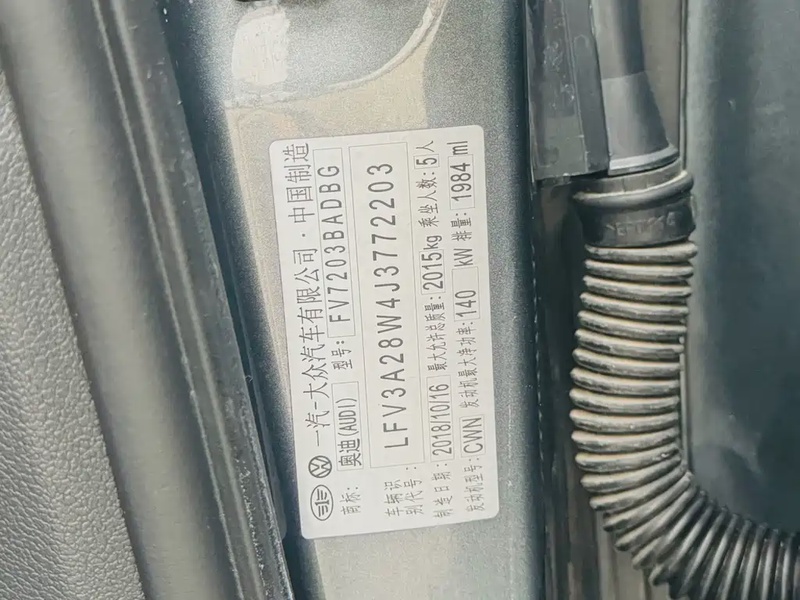 一汽-大众汽车有限公司·中国制造
商标: 奥迪(AUDI) 型号: FV7203BADBG
车辆识别代号: LFV3A28W4J3772203
制造日期: 2018/10/16 最大允许总质量: 2015kg 乘坐人数: 5人
发动机型号: CWN 发动机最大净功率: 140 kW 排量: 1984 m